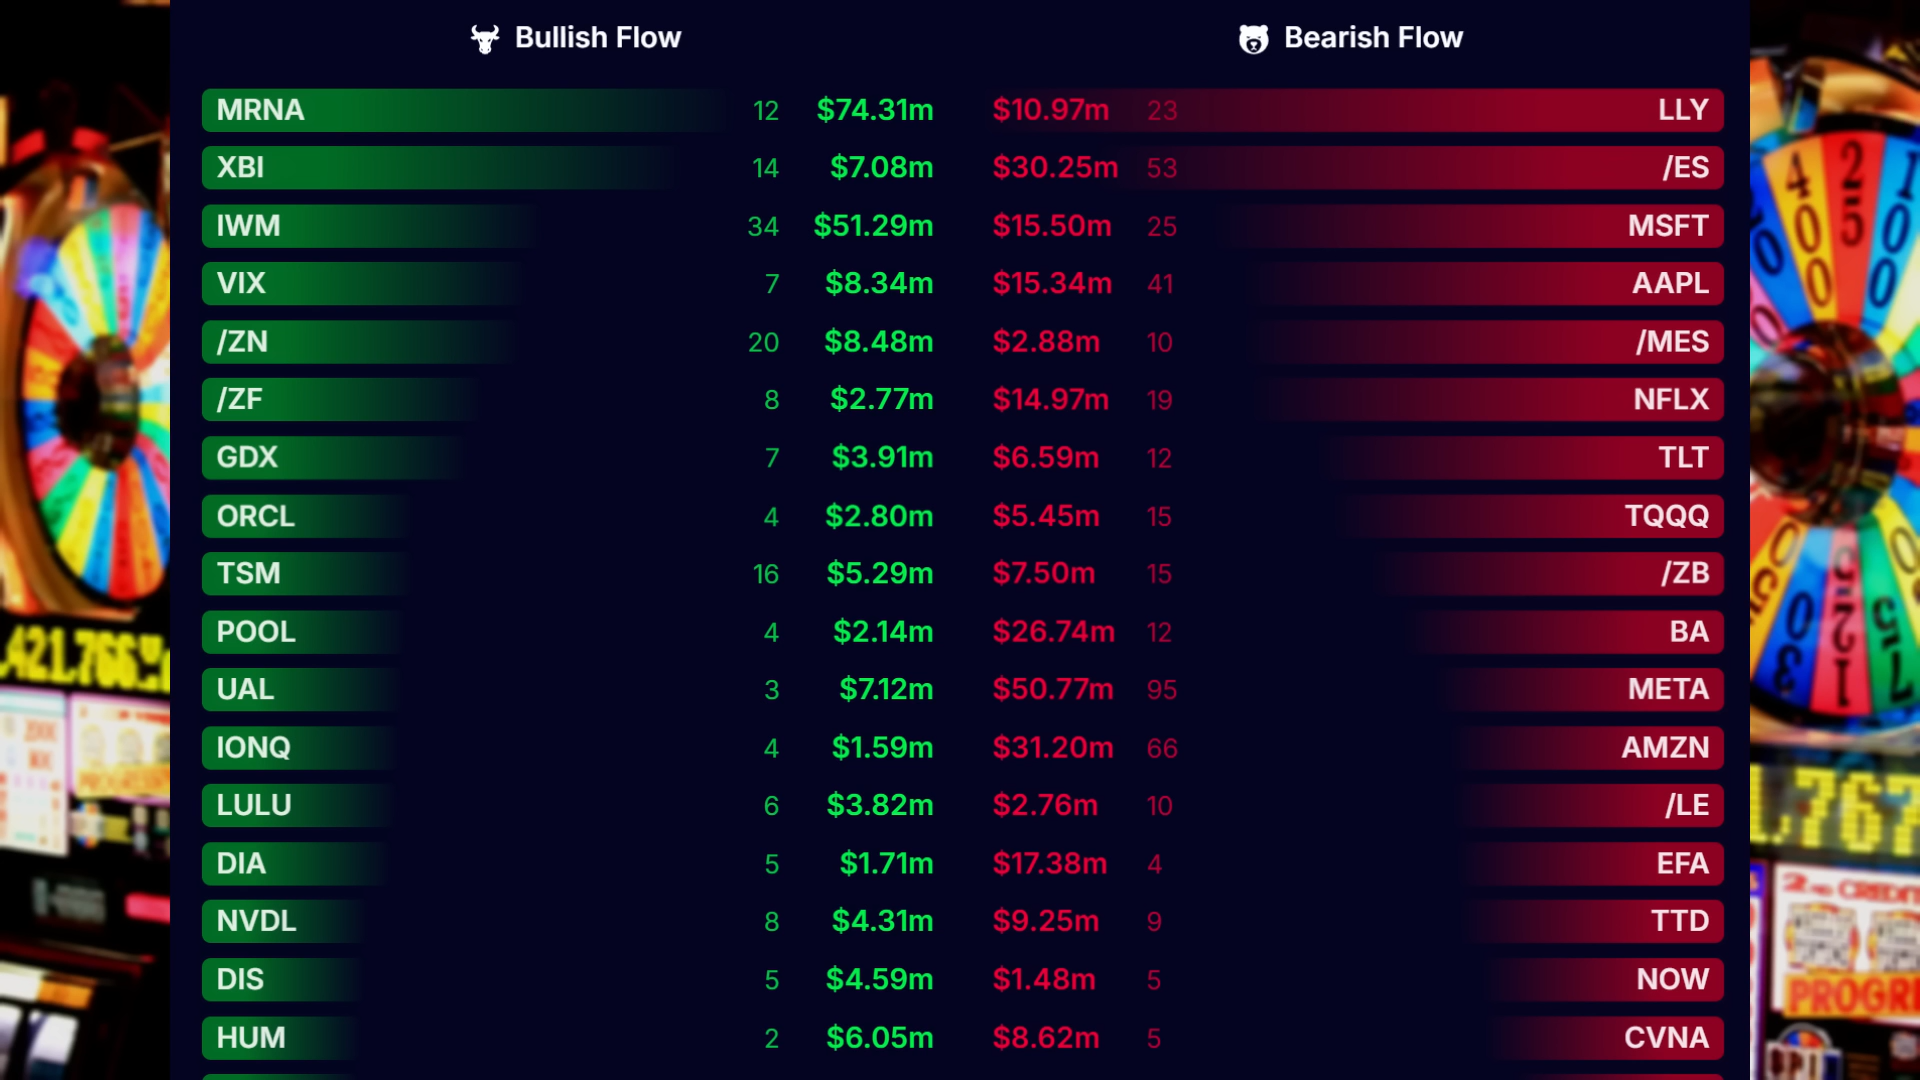 Bullish Flow Bearish Flow
MRNA 12 $74.31m $10.97m 23 LLY
XBI 14 $7.08m $30.25m 53 /ES
IWM 34 $51.29m $15.50m 25 MSFT
VIX 7 $8.34m $15.34m 41 AAPL
/ZN 20 $8.48m $2.88m 10 /MES
/ZF 8 $2.77m $14.97m 19 NFLX
GDX 7 $3.91m $6.59m 12 TLT
ORCL 4 $2.80m $5.45m 15 TQQQ
TSM 16 $5.29m $7.50m 15 /ZB
POOL 4 $2.14m $26.74m 12 BA
UAL 3 $7.12m $50.77m 95 META
IONQ 4 $1.59m $31.20m 66 AMZN
LULU 6 $3.82m $2.76m 10 /LE
DIA 5 $1.71m $17.38m 4 EFA
NVDL 8 $4.31m $9.25m 9 TTD
DIS 5 $4.59m $1.48m 5 NOW
HUM 2 $6.05m $8.62m 5 CVNA